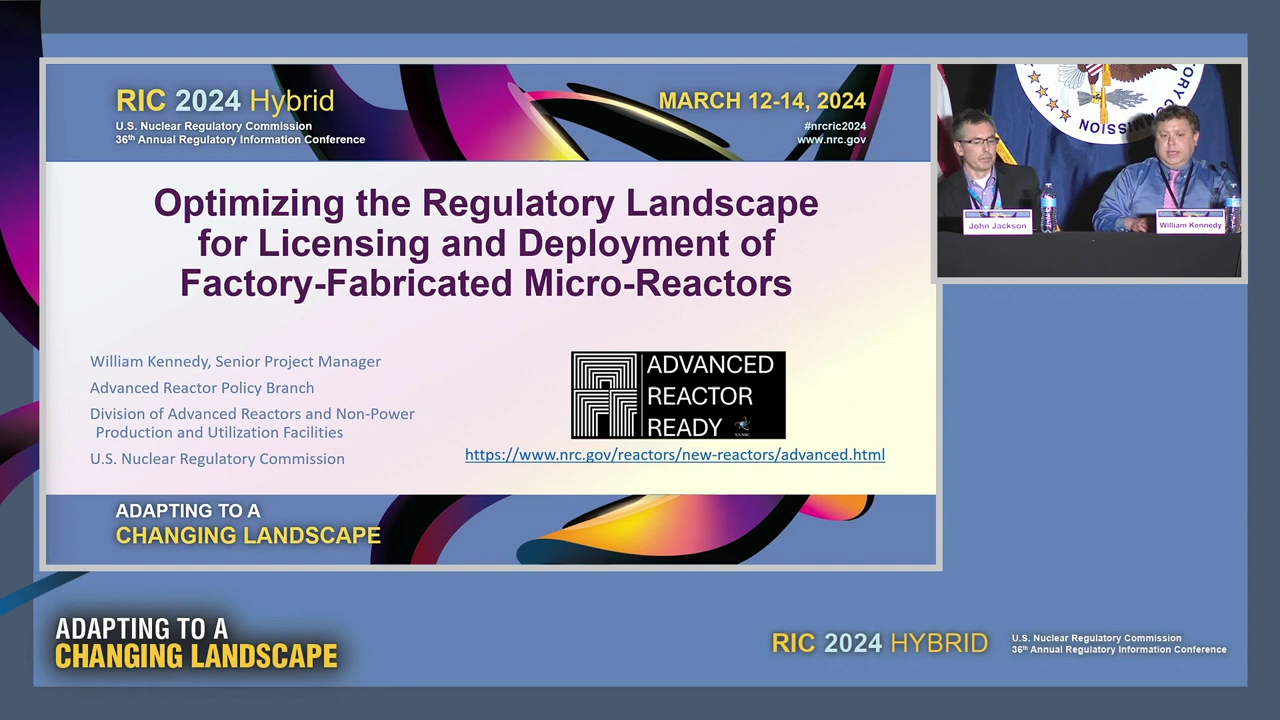 RIC 2024 Hybrid
U.S. Nuclear Regulatory Commission
36th Annual Regulatory Information Conference
MARCH 12-14, 2024
#nrcric2024
www.nrc.gov
Optimizing the Regulatory Landscape
for Licensing and Deployment of
Factory-Fabricated Micro-Reactors
William Kennedy, Senior Project Manager
Advanced Reactor Policy Branch
Division of Advanced Reactors and Non-Power
Production and Utilization Facilities
U.S. Nuclear Regulatory Commission
ADVANCED
REACTOR
READY
https://www.nrc.gov/reactors/new-reactors/advanced.html
ADAPTING TO A
CHANGING LANDSCAPE
John Jackson
William Kennedy
ADAPTING TO A
CHANGING LANDSCAPE
RIC 2024 HYBRID
U.S. Nuclear Regulatory Commission
36th Annual Regulatory Information Conference